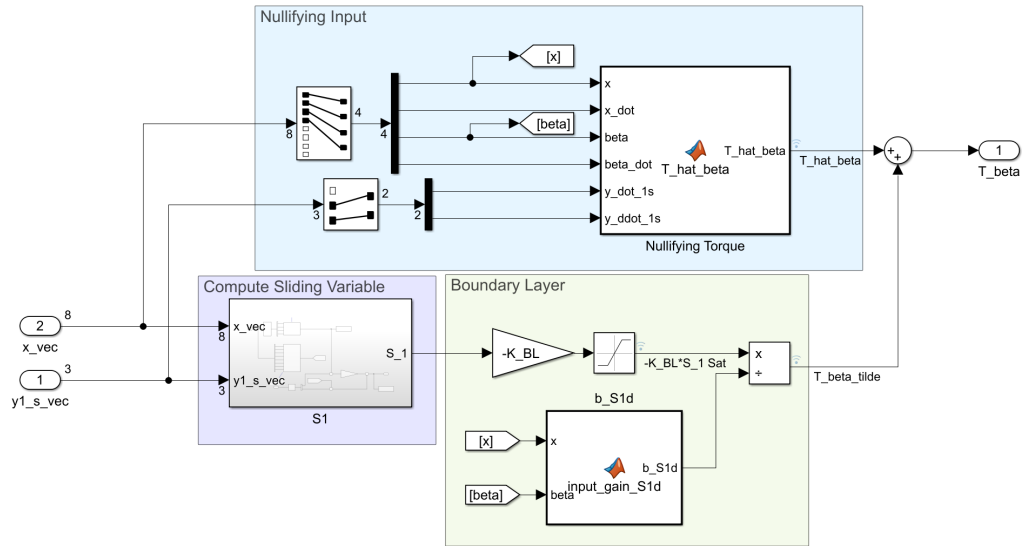 Nullifying Input
[x]
x
4
x_dot
8
4
[beta]
beta
T_hat_beta
1
beta_dot
T_hat_beta
T_hat_beta
T_beta
2
y_dot_1s
3
2
y_ddot_1s
Nullifying Torque
Compute Sliding Variable
Boundary Layer
8
2
x_vec
8
x_vec
S_1
-K_BL
-K_BL*S_1 Sat
x
÷
T_beta_tilde
3
1
y1_s_vec
3
y1_s_vec
S1
b_S1d
[x]
x
b_S1d
input_gain_S1d
[beta]
beta
+
+